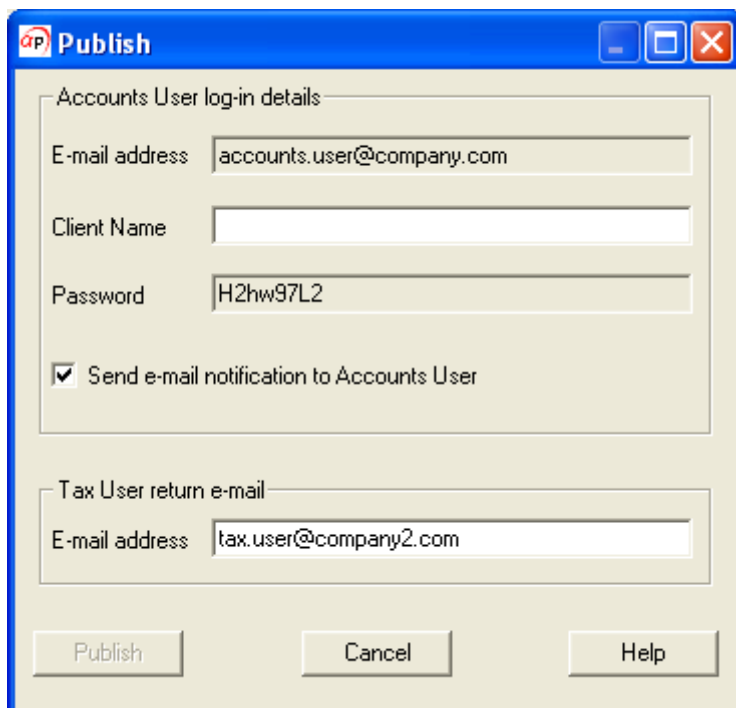 aP Publish
Accounts User log-in details
E-mail address accounts.user@company.com
Client Name
Password H2hw97L2
Send e-mail notification to Accounts User
Tax User return e-mail
E-mail address tax.user@company2.com
Publish Cancel Help